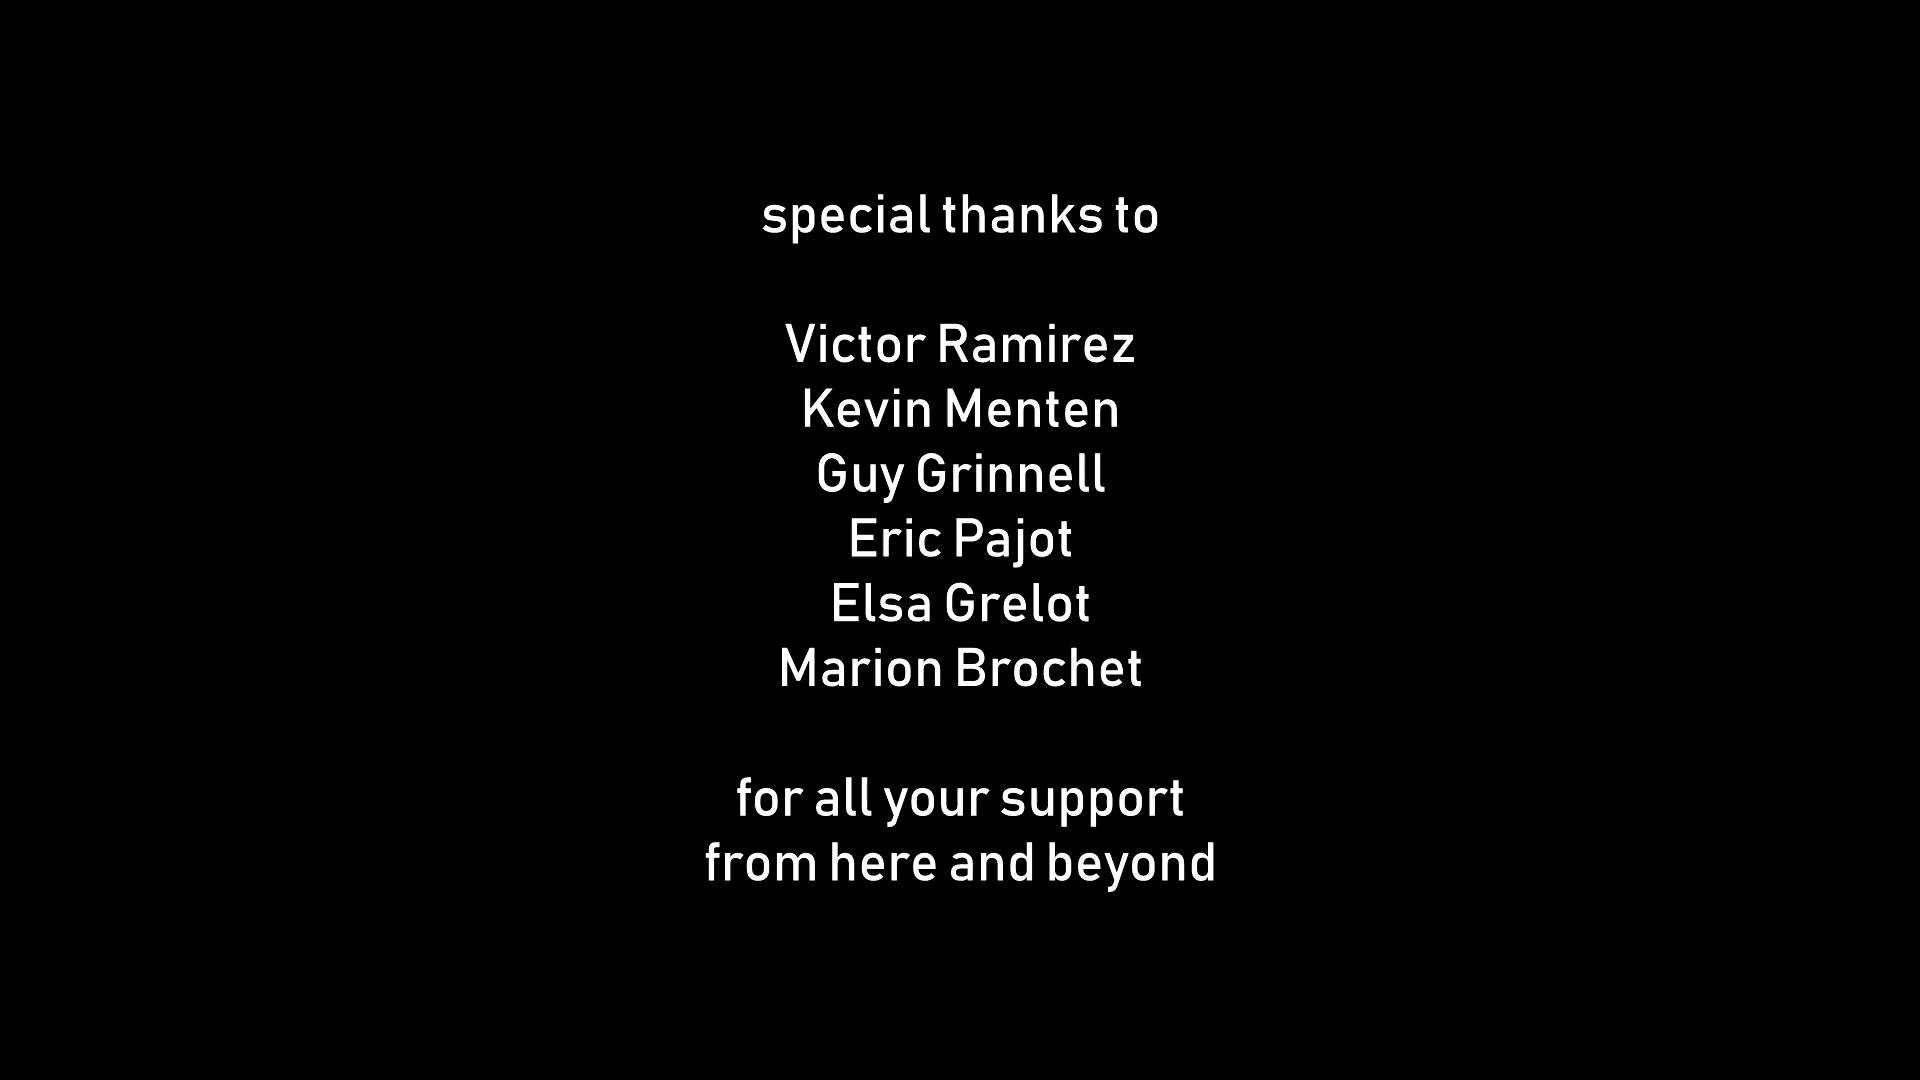 special thanks to
Victor Ramirez
Kevin Menten
Guy Grinnell
Eric Pajot
Elsa Grelot
Marion Brochet
for all your support
from here and beyond